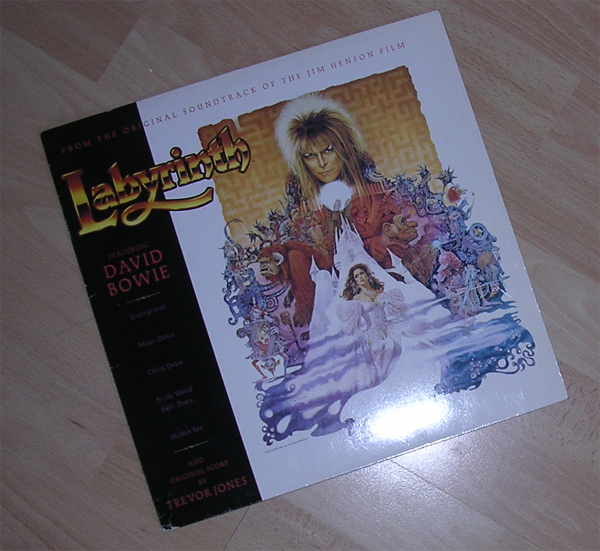 FROM THE ORIGINAL SOUNDTRACK OF THE JIM HENSON FILM
Labyrinth
FEATURING
DAVID
BOWIE
Underground
Magic Dance
Chilly Down
As the World
Falls Down
Within You
AND
ORIGINAL SCORE
BY
TREVOR JONES